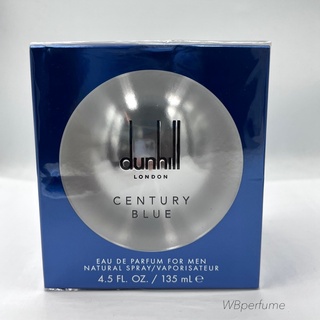 dunhill
LONDON
CENTURY
BLUE
EAU DE PARFUM FOR MEN
NATURAL SPRAY/VAPORISATEUR
4.5 FL. OZ. / 135 mL ℮
WBperfume